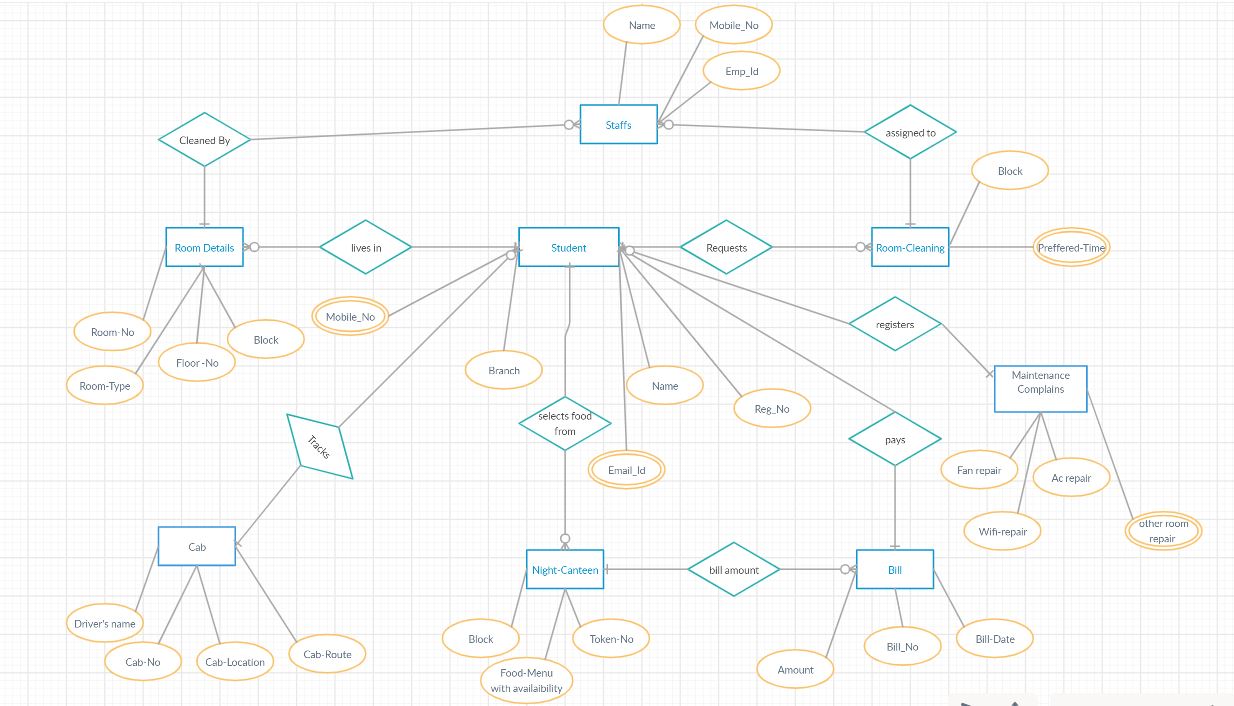 Name
Mobile_No
Emp_Id
Staffs
Cleaned By
assigned to
Block
Room Details
lives in
Student
Requests
Room-Cleaning
Preffered-Time
Mobile_No
registers
Room-No
Block
Floor -No
Room-Type
Branch
Name
Reg_No
Maintenance
Complains
selects food
from
Tracks
pays
Email_Id
Fan repair
Ac repair
Wifi-repair
other room
repair
Cab
Night-Canteen
bill amount
Bill
Driver's name
Cab-No
Cab-Location
Cab-Route
Block
Token-No
Food-Menu
with availaibility
Amount
Bill_No
Bill-Date